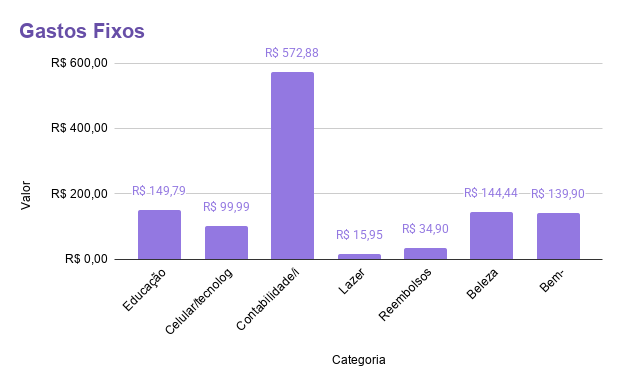 Gastos Fixos
R$ 572,88
R$ 600,00
R$ 400,00
R$ 200,00
R$ 0,00
Valor
R$ 149,79
R$ 99,99
R$ 15,95
R$ 34,90
R$ 144,44
R$ 139,90
Educação
Celular/tecnolog
Contabilidade/i
Lazer
Reembolsos
Beleza
Bem-
Categoria